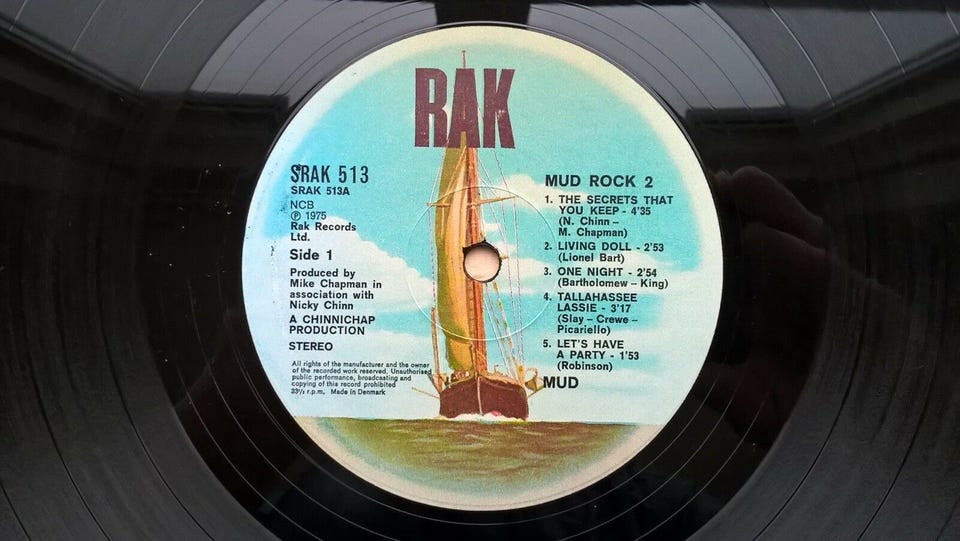 RAK
SRAK 513
SRAK 513A
NCB
Ⓟ 1975
Rak Records
Ltd.
Side 1
Produced by
Mike Chapman in
association with
Nicky Chinn
A CHINNICHAP
PRODUCTION
STEREO
All rights of the manufacturer and the owner
of the recorded work reserved. Unauthorised
public performance, broadcasting and
copying of this record prohibited
33⅓ r.p.m. Made in Denmark
MUD ROCK 2
1. THE SECRETS THAT
YOU KEEP - 4'35
(N. Chinn –
M. Chapman)
2. LIVING DOLL - 2'53
(Lionel Bart)
3. ONE NIGHT - 2'54
(Bartholomew – King)
4. TALLAHASSEE
LASSIE - 3'17
(Slay – Crewe –
Picariello)
5. LET'S HAVE
A PARTY - 1'53
(Robinson)
MUD